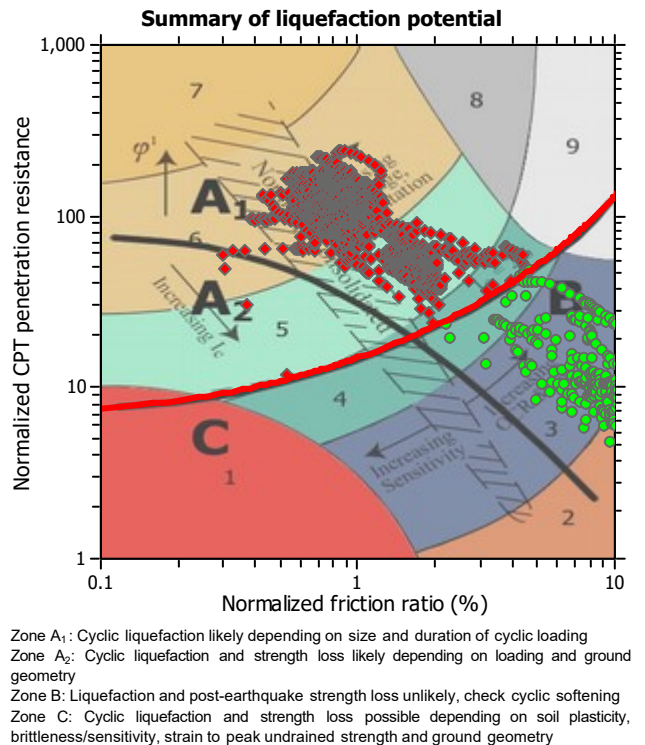 Summary of liquefaction potential
Normalized CPT penetration resistance
1,000
100
10
1
7
8
9
φ'
A1
6
A2
Increasing Ic
5
B
4
C
1
Increasing
Sensitivity
3
2
0.1
1
10
Normalized friction ratio (%)
Zone A1: Cyclic liquefaction likely depending on size and duration of cyclic loading
Zone A2: Cyclic liquefaction and strength loss likely depending on loading and ground
geometry
Zone B: Liquefaction and post-earthquake strength loss unlikely, check cyclic softening
Zone C: Cyclic liquefaction and strength loss possible depending on soil plasticity,
brittleness/sensitivity, strain to peak undrained strength and ground geometry